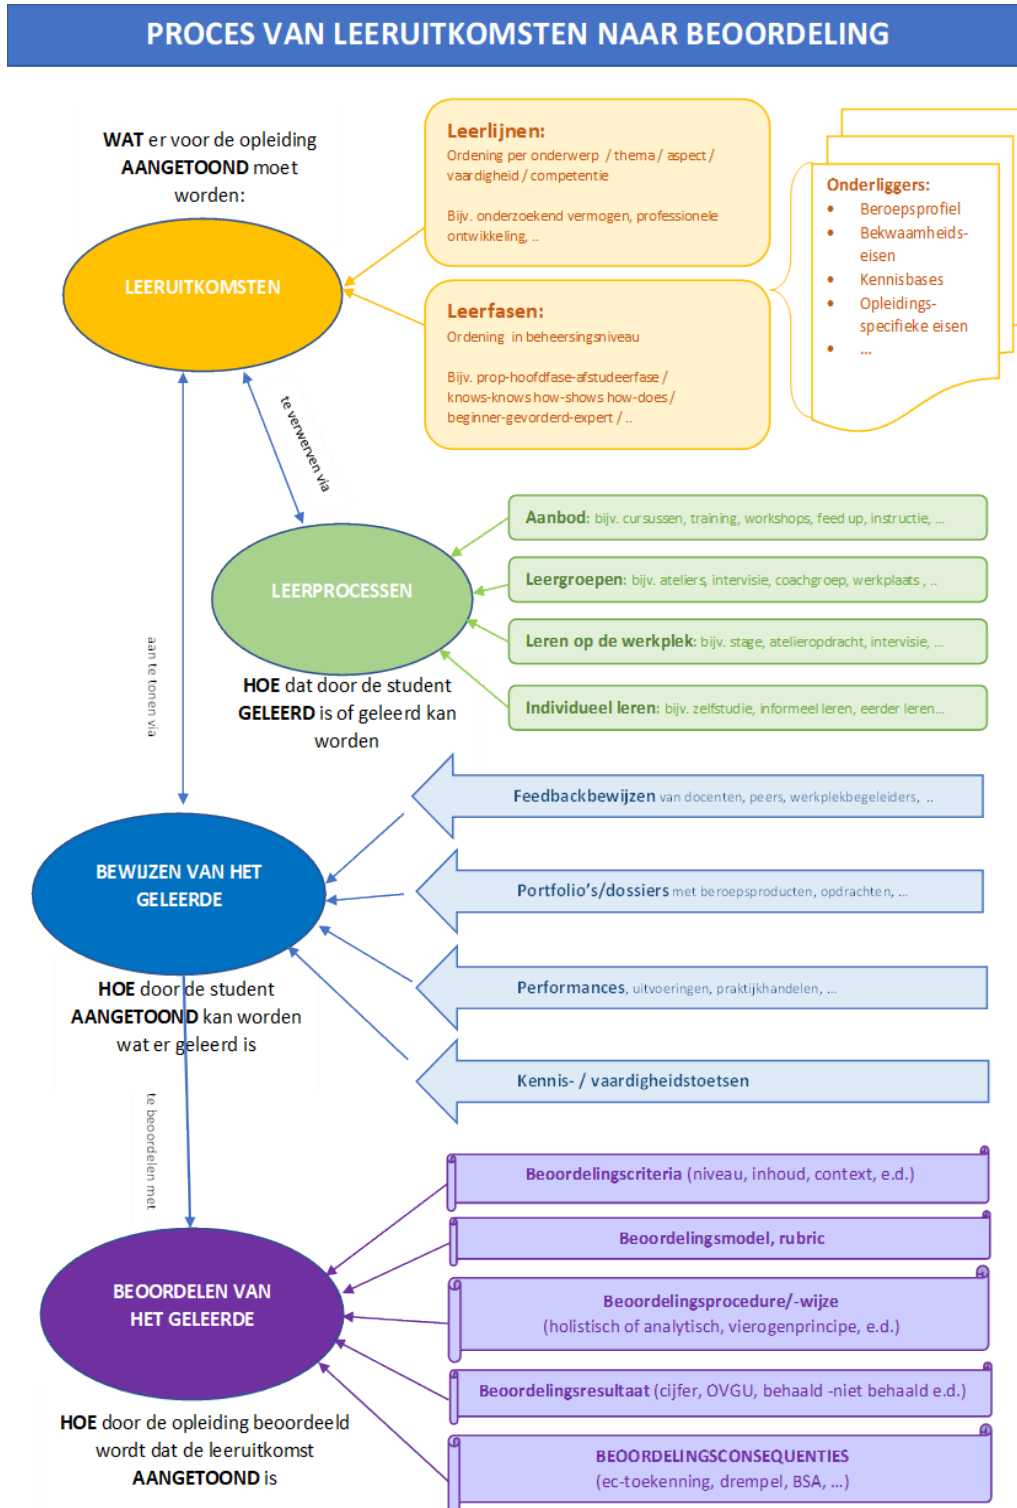 PROCES VAN LEERUITKOMSTEN NAAR BEOORDELING
WAT er voor de opleiding
AANGETOOND moet
worden:
LEERUITKOMSTEN
Leerlijnen:
Ordening per onderwerp / thema / aspect /
vaardigheid / competentie
Bijv. onderzoekend vermogen, professionele
ontwikkeling, ..
Leerfasen:
Ordening in beheersingsniveau
Bijv. prop-hoofdfase-afstudeerfase /
knows-knows how-shows how-does /
beginner-gevorderd-expert / ..
Onderliggers:
• Beroepsprofiel
• Bekwaamheids-
eisen
• Kennisbases
• Opleidings-
specifieke eisen
• ...
te verwerven via
aan te tonen via
LEERPROCESSEN
HOE dat door de student
GELEERD is of geleerd kan
worden
Aanbod: bijv. cursussen, training, workshops, feed up, instructie, ...
Leergroepen: bijv. ateliers, intervisie, coachgroep, werkplaats , ..
Leren op de werkplek: bijv. stage, atelieropdracht, intervisie, ...
Individueel leren: bijv. zelfstudie, informeel leren, eerder leren...
BEWIJZEN VAN HET
GELEERDE
HOE door de student
AANGETOOND kan worden
wat er geleerd is
Feedbackbewijzen van docenten, peers, werkplekbegeleiders, ..
Portfolio's/dossiers met beroepsproducten, opdrachten, ...
Performances, uitvoeringen, praktijkhandelen, ...
Kennis- / vaardigheidstoetsen
te beoordelen met
BEOORDELEN VAN
HET GELEERDE
HOE door de opleiding beoordeeld
wordt dat de leeruitkomst
AANGETOOND is
Beoordelingscriteria (niveau, inhoud, context, e.d.)
Beoordelingsmodel, rubric
Beoordelingsprocedure/-wijze
(holistisch of analytisch, vierogenprincipe, e.d.)
Beoordelingsresultaat (cijfer, OVGU, behaald -niet behaald e.d.)
BEOORDELINGSCONSEQUENTIES
(ec-toekenning, drempel, BSA, ...)